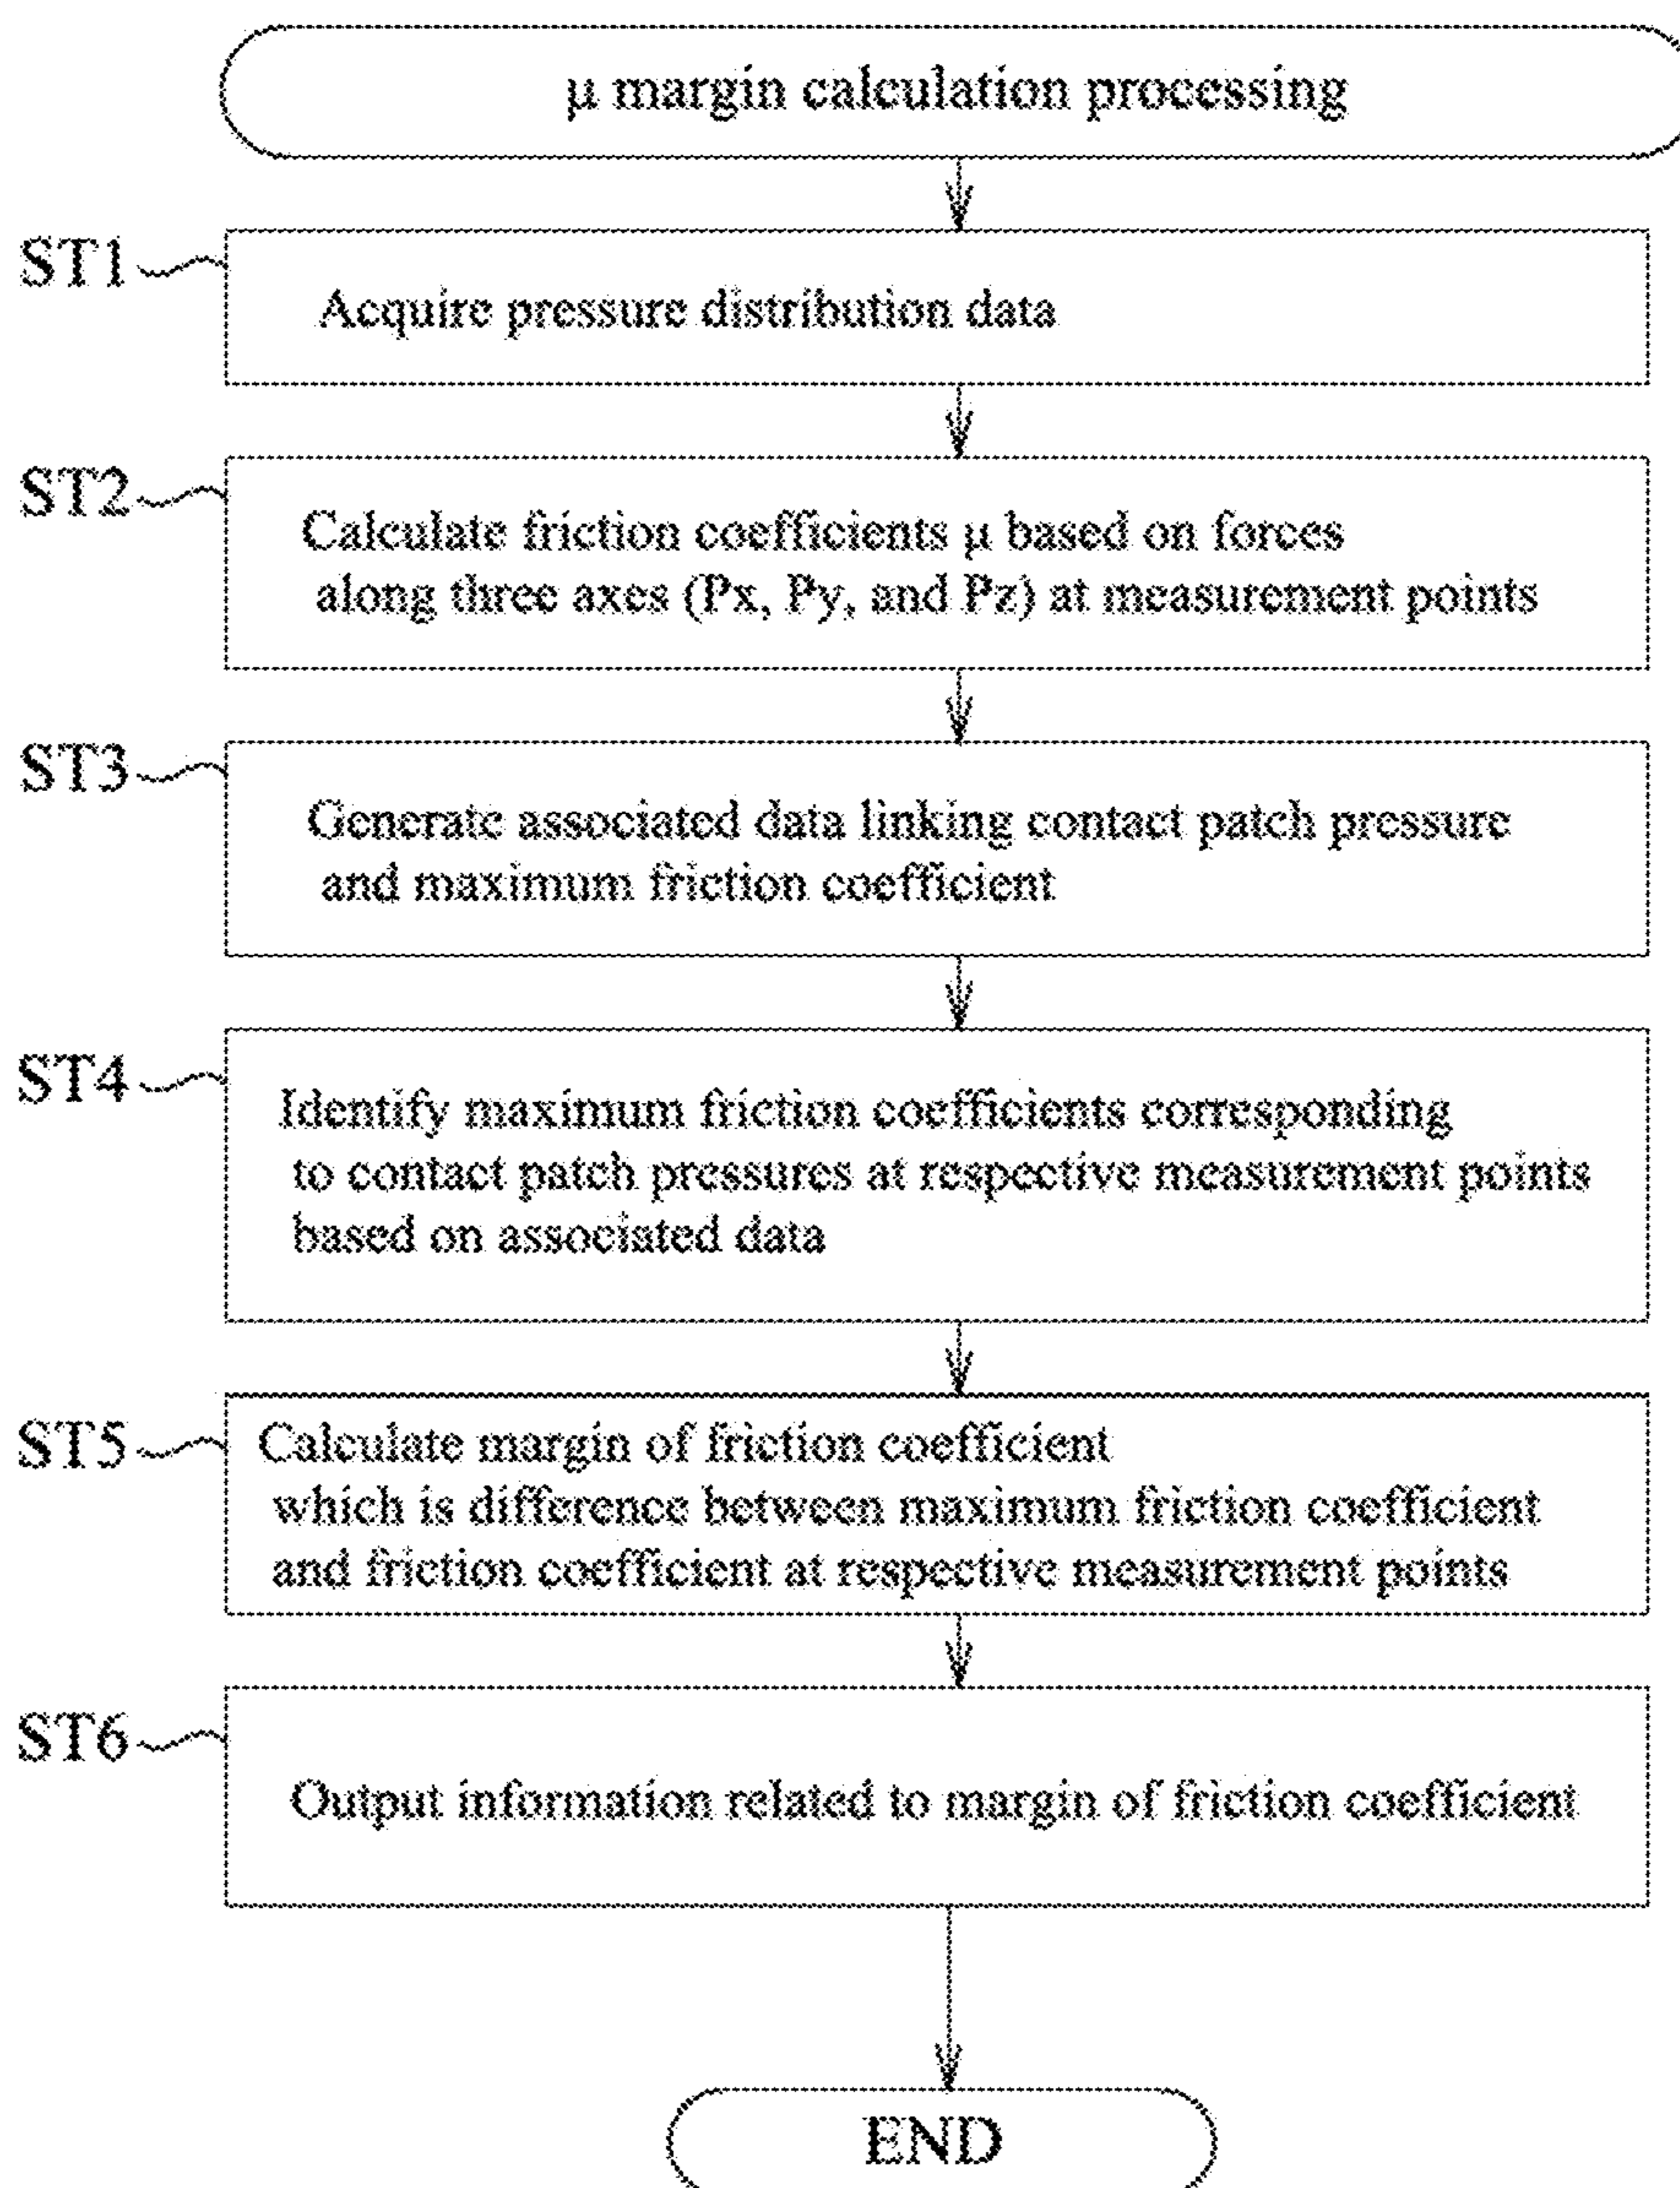 μ margin calculation processing
ST1
Acquire pressure distribution data
ST2
Calculate friction coefficients μ based on forces
along three axes (Px, Py, and Pz) at measurement points
ST3
Generate associated data linking contact patch pressure
and maximum friction coefficient
ST4
Identify maximum friction coefficients corresponding
to contact patch pressures at respective measurement points
based on associated data
ST5
Calculate margin of friction coefficient
which is difference between maximum friction coefficient
and friction coefficient at respective measurement points
ST6
Output information related to margin of friction coefficient
END